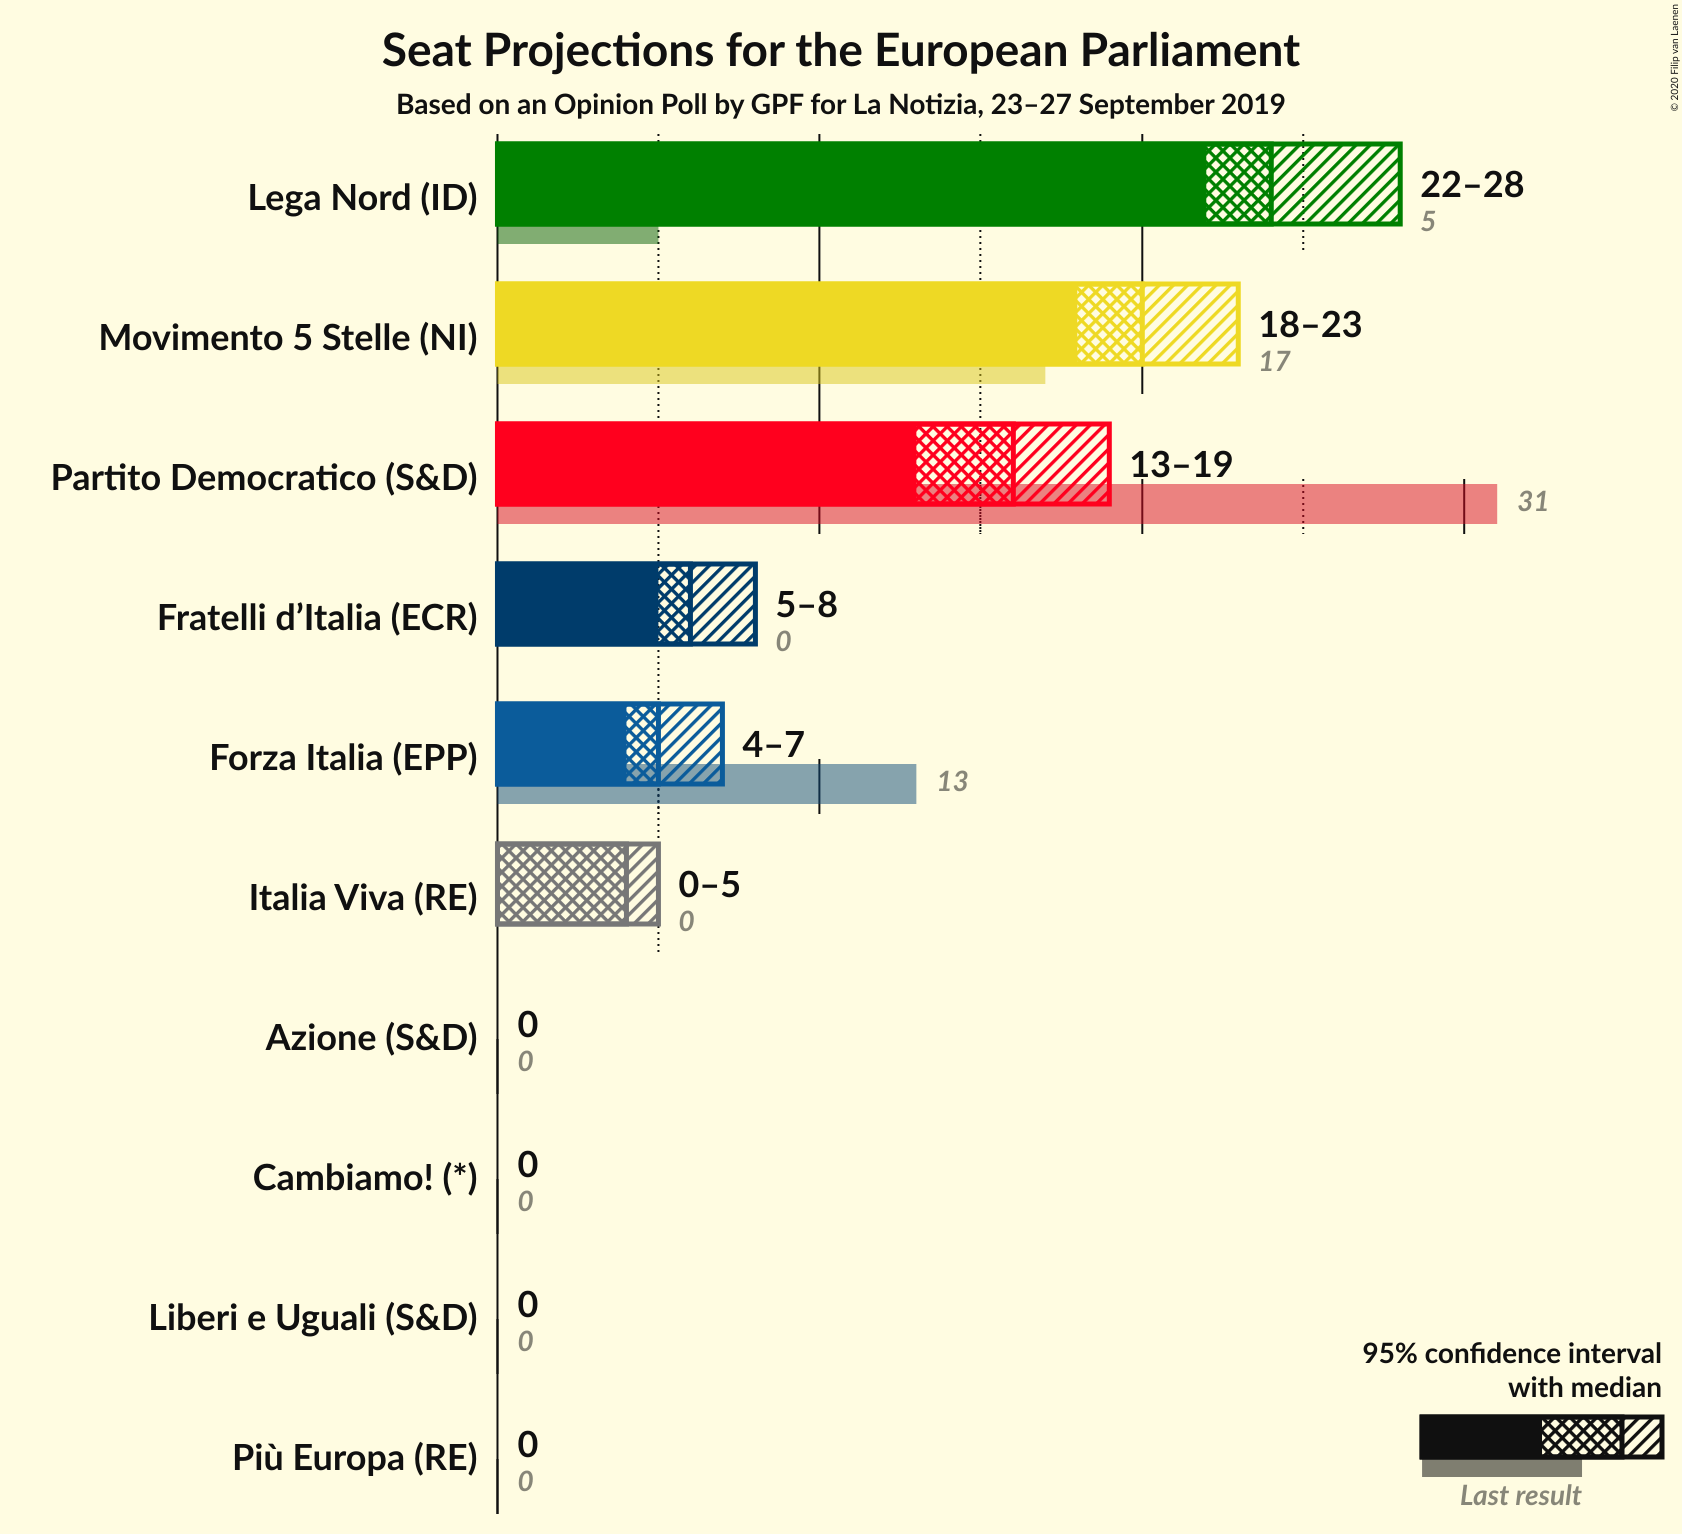 Seat Projections for the European Parliament
Based on an Opinion Poll by GPF for La Notizia, 23–27 September 2019
© 2020 Filip van Laenen
Lega Nord (ID)
22–28
5
Movimento 5 Stelle (NI)
18–23
17
Partito Democratico (S&D)
13–19
31
Fratelli d’Italia (ECR)
5–8
0
Forza Italia (EPP)
4–7
13
Italia Viva (RE)
0–5
0
Azione (S&D)
0
0
Cambiamo! (*)
0
0
Liberi e Uguali (S&D)
0
0
Più Europa (RE)
0
0
95% confidence interval
with median
Last result